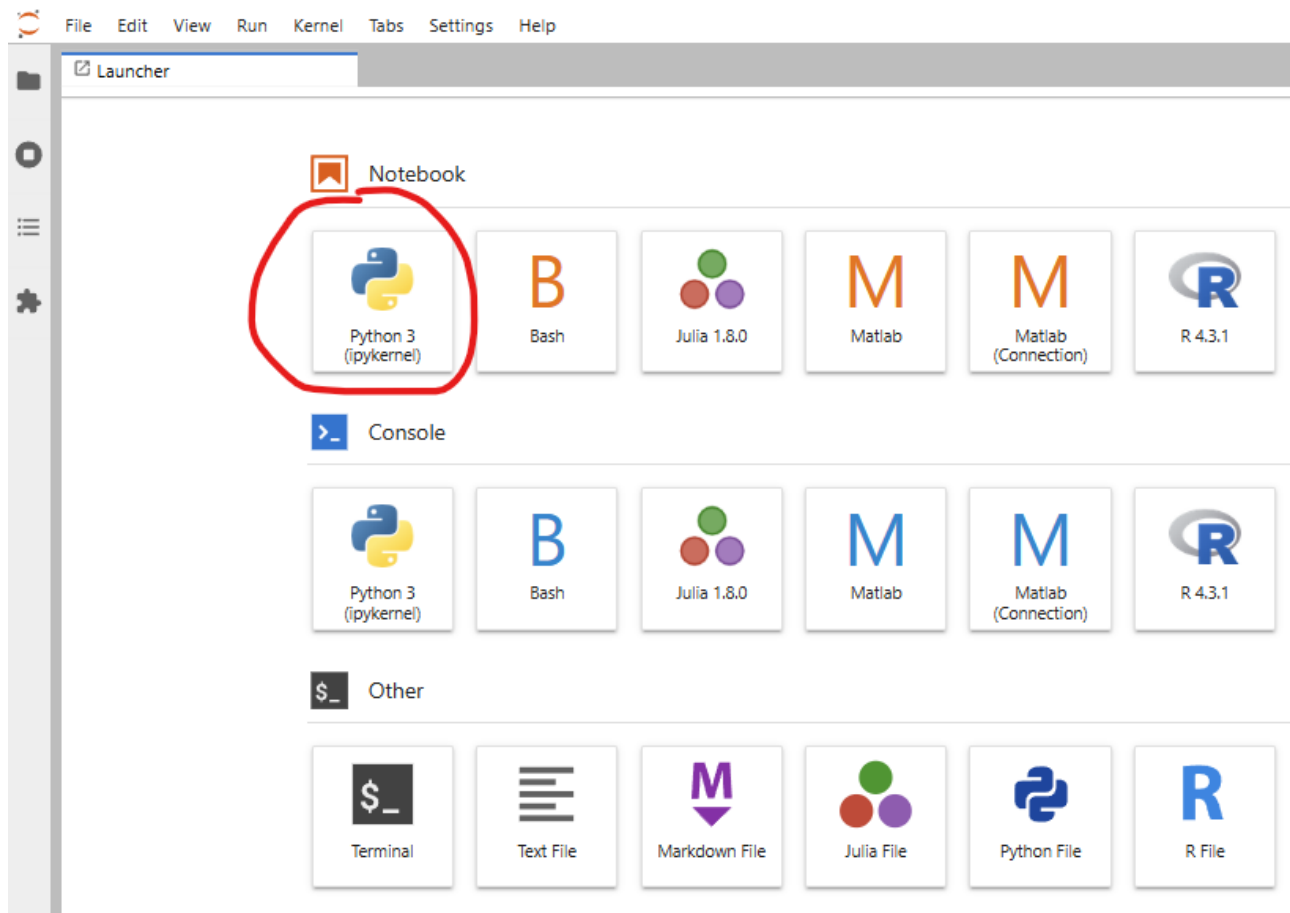 File Edit View Run Kernel Tabs Settings Help
Launcher
Notebook
Python 3
(ipykernel)
B
Bash
Julia 1.8.0
M
Matlab
M
Matlab
(Connection)
R
R 4.3.1
>_
Console
Python 3
(ipykernel)
B
Bash
Julia 1.8.0
M
Matlab
M
Matlab
(Connection)
R
R 4.3.1
$_
Other
$_
Terminal
Text File
M
Markdown File
Julia File
Python File
R
R File